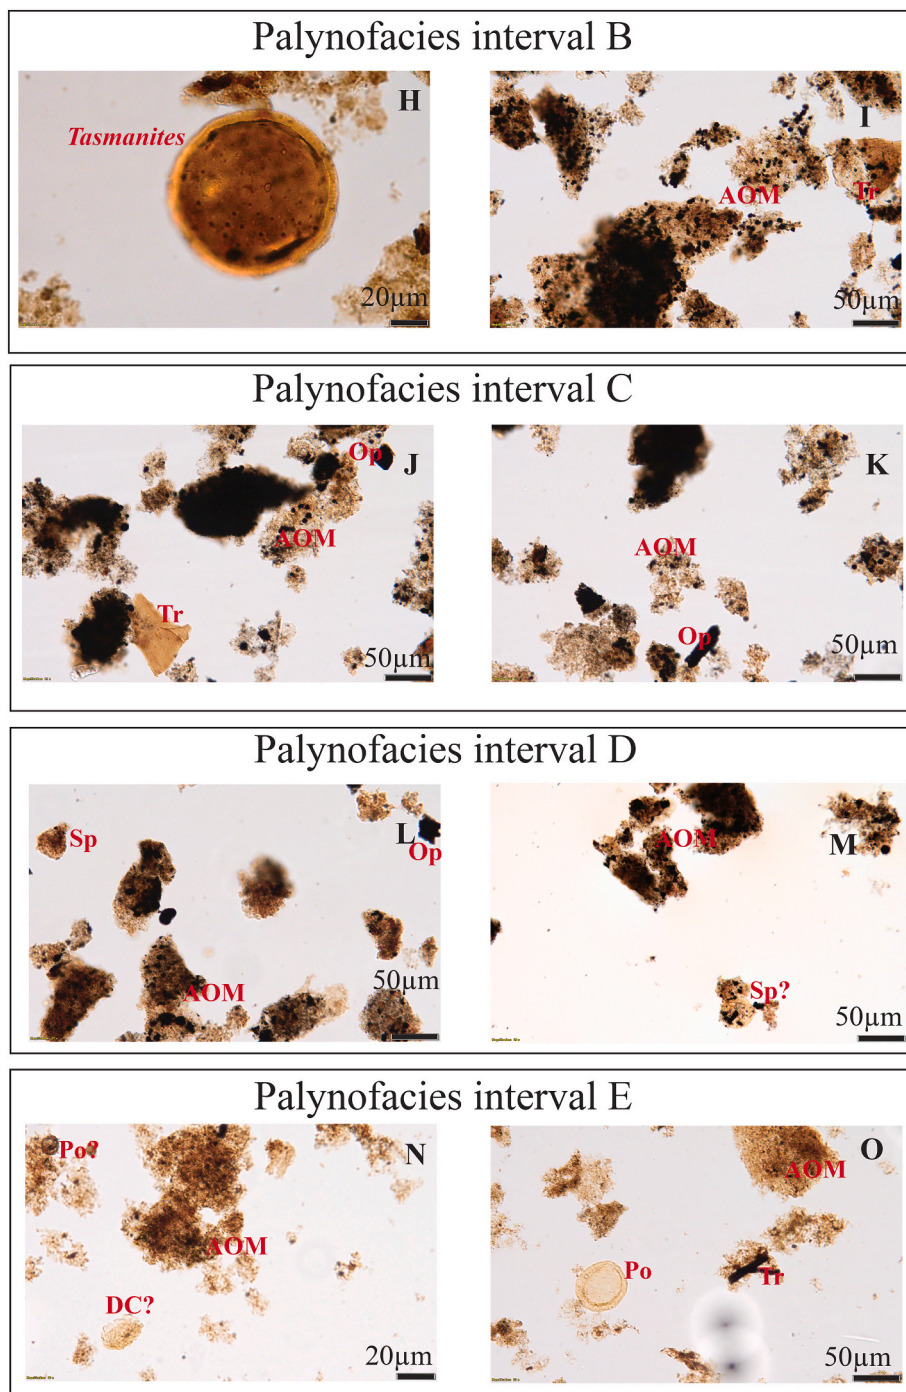 Palynofacies interval B
H
Tasmanites
20µm
I
AOM
Tr
50µm
Palynofacies interval C
Op
J
AOM
Tr
50µm
K
AOM
Op
50µm
Palynofacies interval D
Sp
L
Op
AOM
50µm
AOM
M
Sp?
50µm
Palynofacies interval E
Po?
N
AOM
DC?
20µm
O
AOM
Po
Tr
50µm